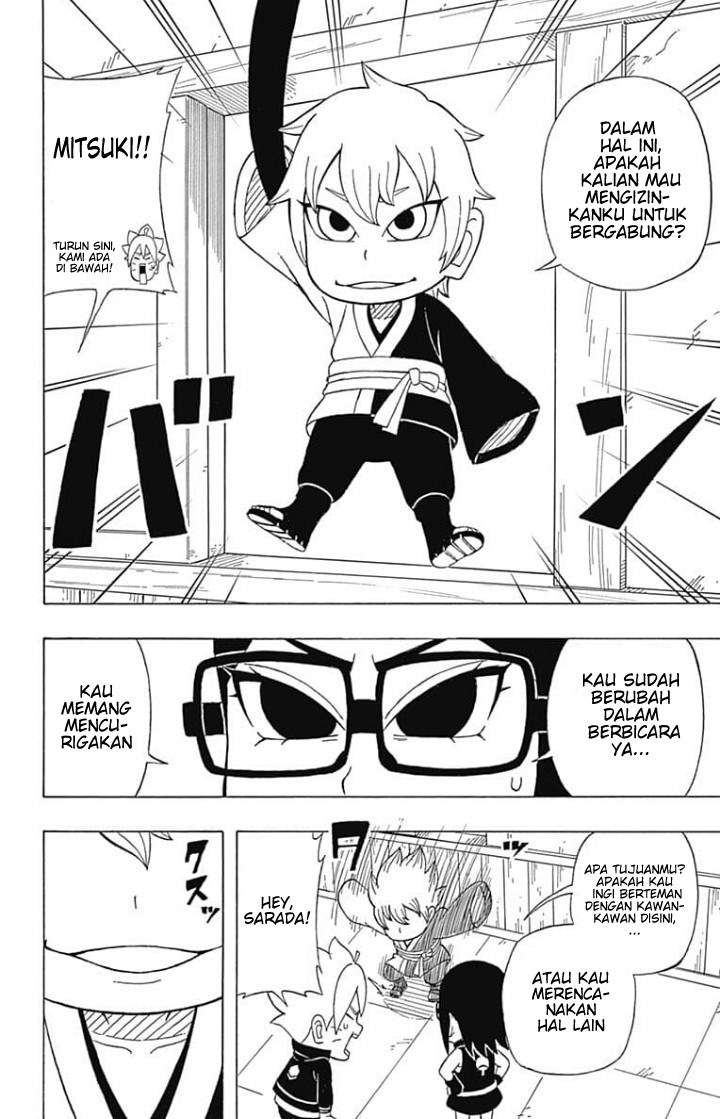 DALAM
HAL INI,
APAKAH
KALIAN MAU
MENGIZIN-
KANKU UNTUK
BERGABUNG?
MITSUKI!!
TURUN SINI,
KAMI ADA
DI BAWAH!
バン
KAU SUDAH
BERUBAH
DALAM
BERBICARA
YA...
KAU
MEMANG
MENCU-
RIGAKAN
APA TUJUANMU?
APAKAH KAU
INGI BERTEMAN
DENGAN KAWAN-
KAWAN DISINI,
...
ATAU KAU
MERENCA-
NAKAN
HAL LAIN
HEY,
SARADA!
クスッ